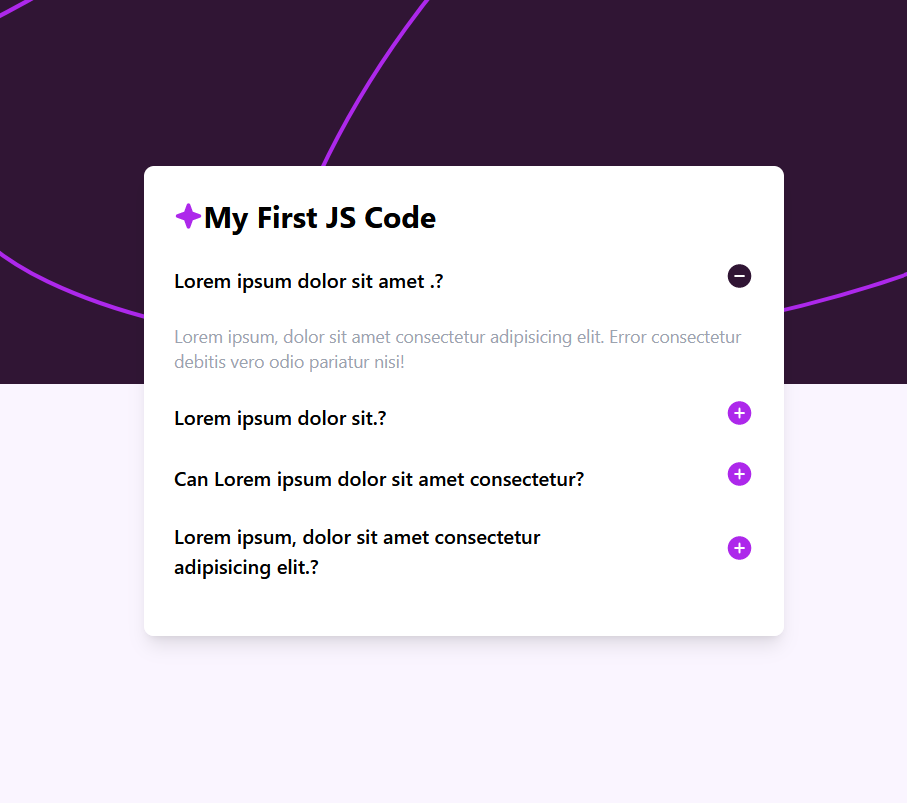 My First JS Code
Lorem ipsum dolor sit amet .?
Lorem ipsum, dolor sit amet consectetur adipisicing elit. Error consectetur
debitis vero odio pariatur nisi!
Lorem ipsum dolor sit.?
Can Lorem ipsum dolor sit amet consectetur?
Lorem ipsum, dolor sit amet consectetur
adipisicing elit.?